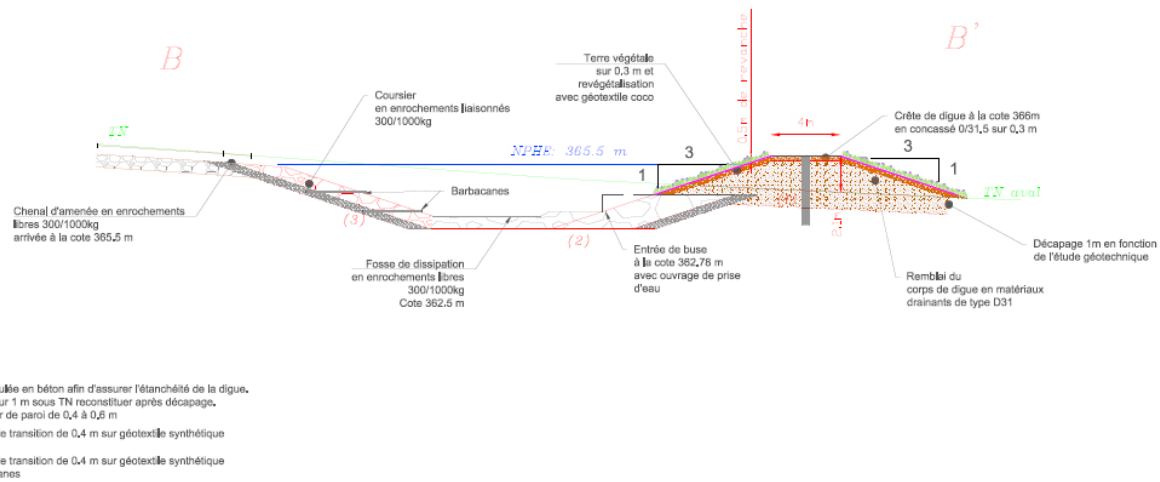 B
B'
0.5m de revanche
Terre végétale
sur 0,3 m et
revégétalisation
avec géotextile coco
Coursier
en enrochements liaisonnés
300/1000kg
Crête de digue à la cote 366m
en concassé 0/31.5 sur 0,3 m
4m
TN
NPHE: 365.5 m
3
1
3
1
Barbacanes
TN aval
Chenal d'amenée en enrochements
libres 300/1000kg
arrivée à la cote 365.5 m
(3)
(2)
Fosse de dissipation
en enrochements libres
300/1000kg
Cote 362.5 m
Entrée de buse
à la cote 362.76 m
avec ouvrage de prise
d'eau
Décapage 1m en fonction
de l'étude géotechnique
Remblai du
corps de digue en matériaux
drainants de type D31
ulée en béton afin d'assurer l'étanchéité de la digue.
ur 1 m sous TN reconstituer après décapage.
r de paroi de 0,4 à 0,6 m
e transition de 0.4 m sur géotextile synthétique
e transition de 0.4 m sur géotextile synthétique
anes